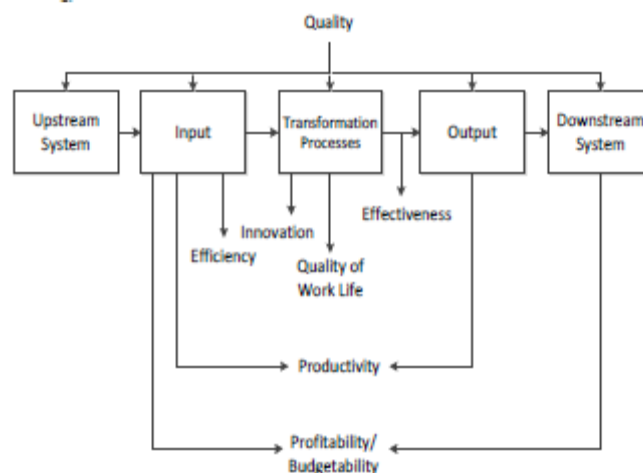 Quality
Upstream
System
Input
Transformation
Processes
Output
Downstream
System
Effectiveness
Innovation
Efficiency
Quality of
Work Life
Productivity
Profitability/
Budgetability